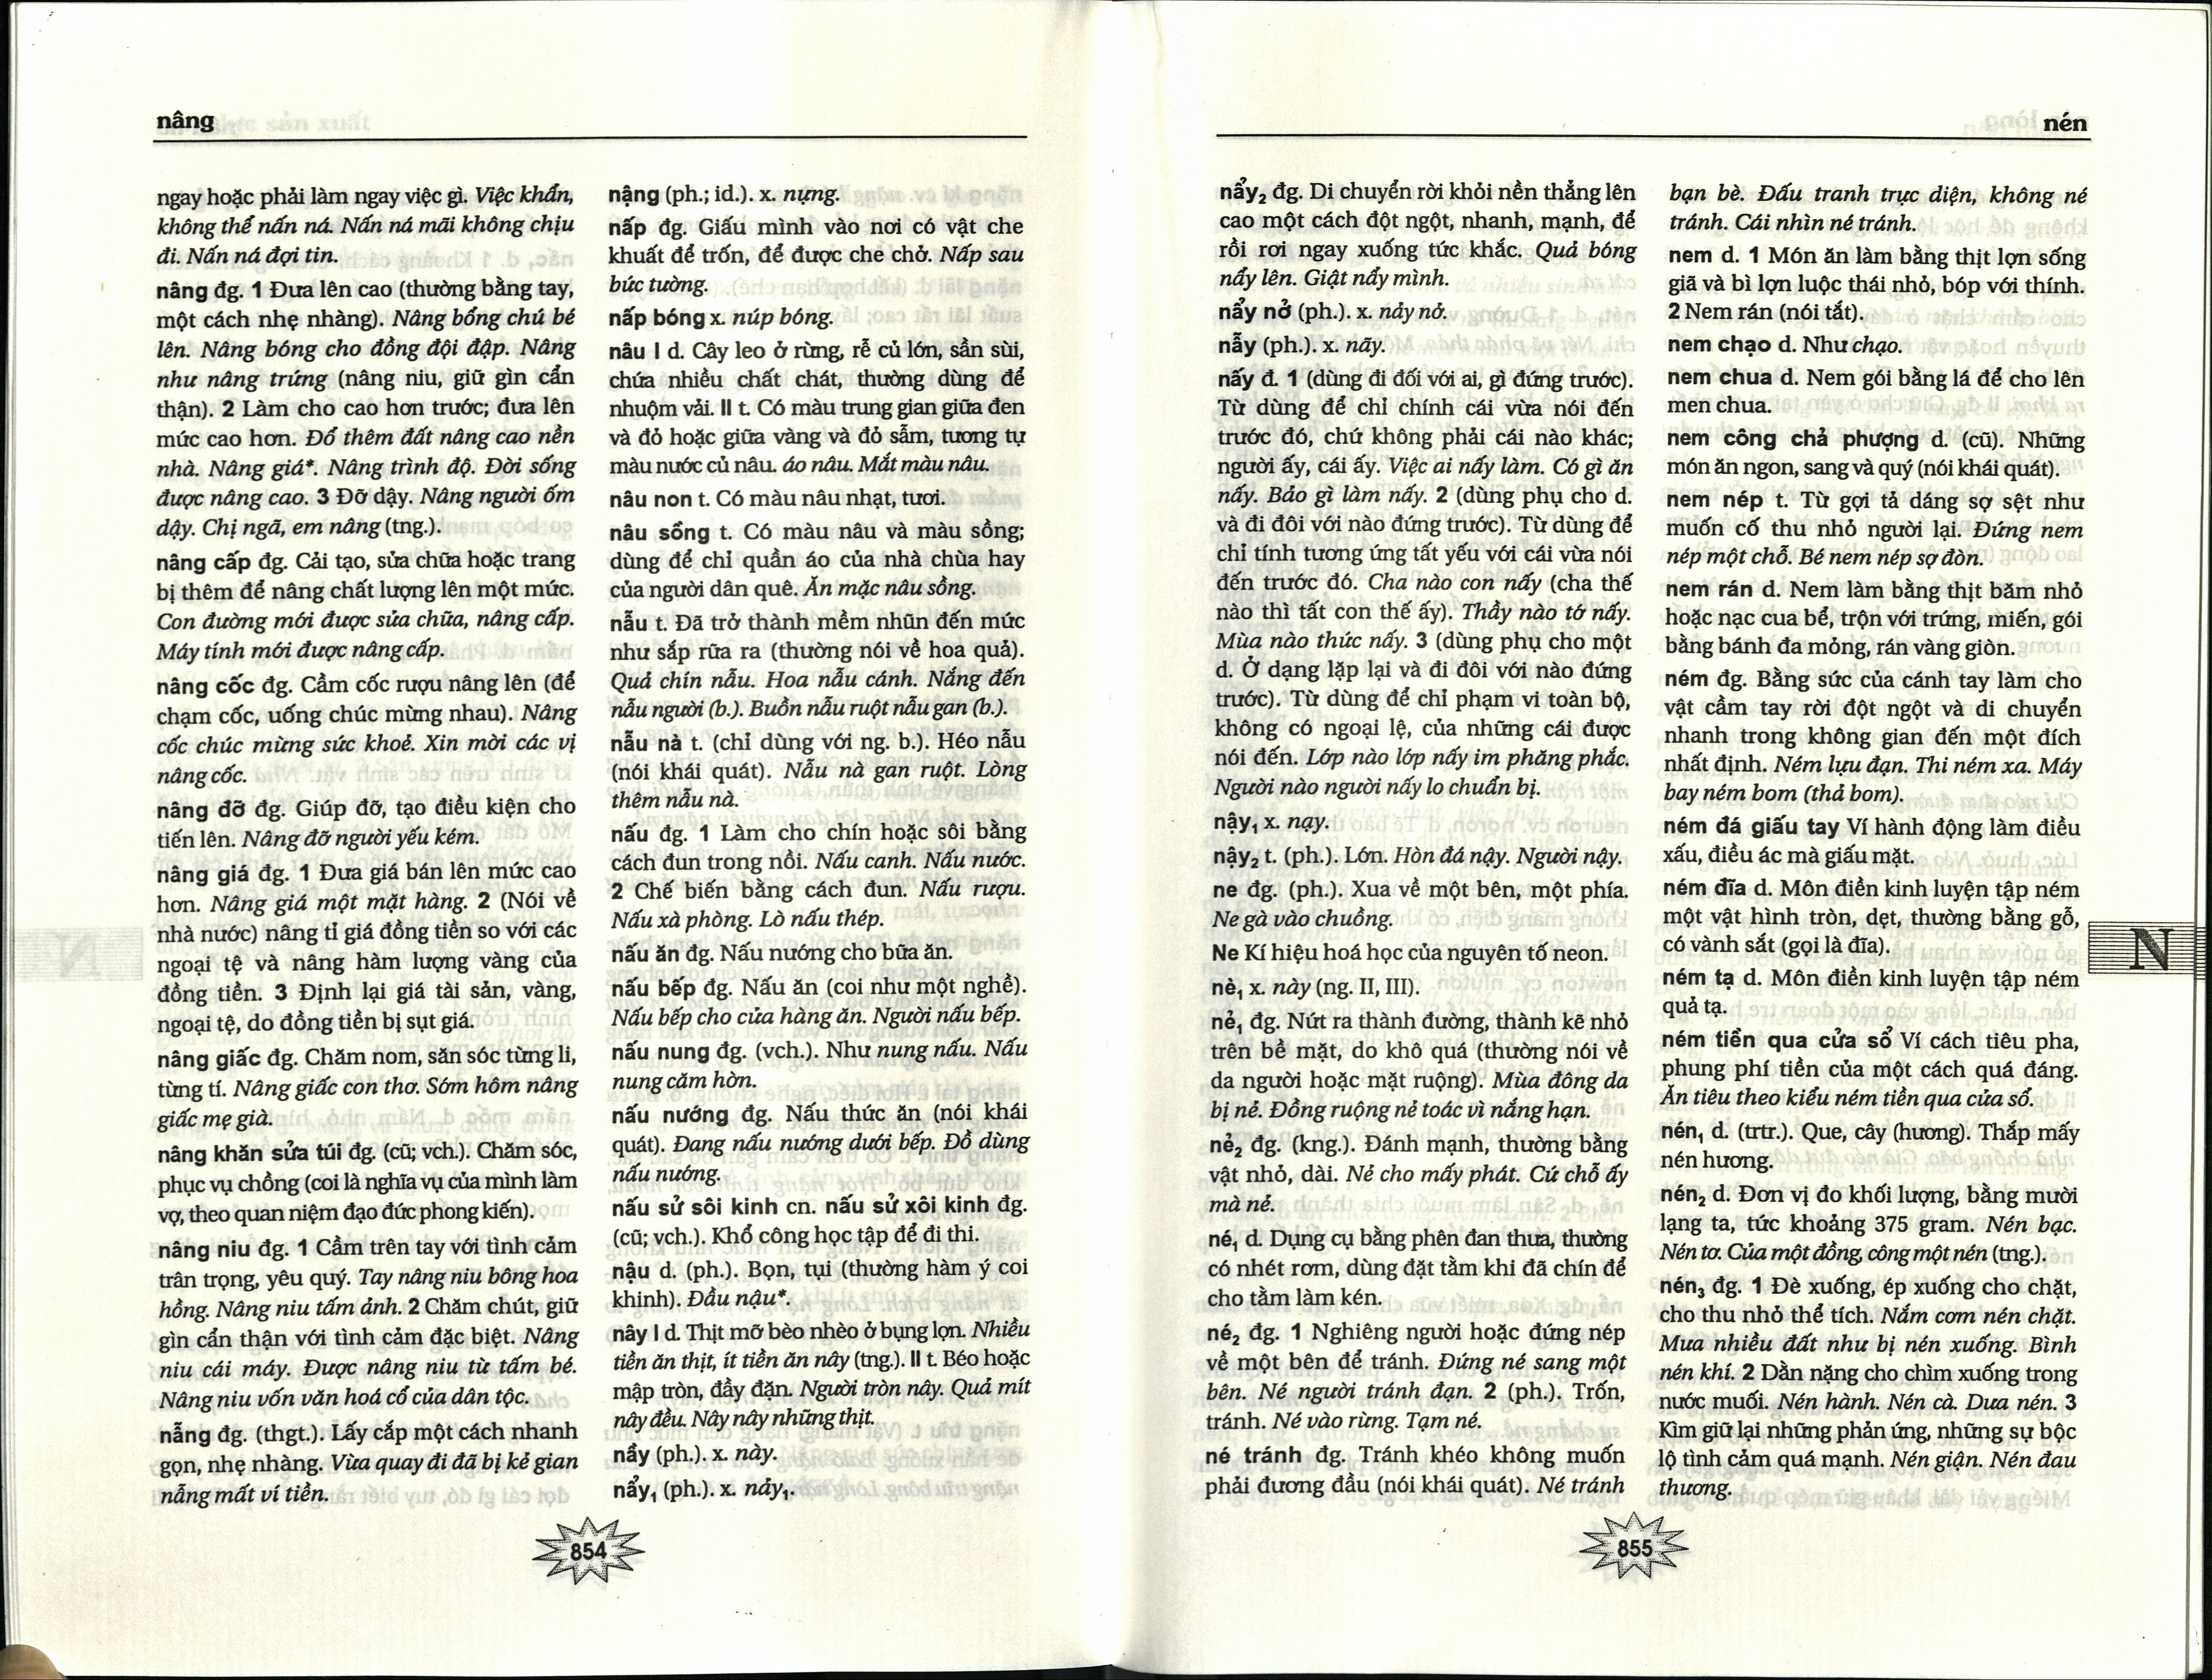 nâng
ngay hoặc phải làm ngay việc gì. Việc khẩn,
không thể nấn ná. Nấn ná mãi không chịu
đi. Nấn ná đợi tin.
nâng đg. 1 Đưa lên cao (thường bằng tay,
một cách nhẹ nhàng). Nâng bổng chú bé
lên. Nâng bóng cho đồng đội đập. Nâng
như nâng trứng (nâng niu, giữ gìn cẩn
thận). 2 Làm cho cao hơn trước; đưa lên
mức cao hơn. Đổ thêm đất nâng cao nền
nhà. Nâng giá*. Nâng trình độ. Đời sống
được nâng cao. 3 Đỡ dậy. Nâng người ốm
dậy. Chị ngã, em nâng (tng.).
nâng cấp đg. Cải tạo, sửa chữa hoặc trang
bị thêm để nâng chất lượng lên một mức.
Con đường mới được sửa chữa, nâng cấp.
Máy tính mới được nâng cấp.
nâng cốc đg. Cầm cốc rượu nâng lên (để
chạm cốc, uống chúc mừng nhau). Nâng
cốc chúc mừng sức khoẻ. Xin mời các vị
nâng cốc.
nâng đỡ đg. Giúp đỡ, tạo điều kiện cho
tiến lên. Nâng đỡ người yếu kém.
nâng giá đg. 1 Đưa giá bán lên mức cao
hơn. Nâng giá một mặt hàng. 2 (Nói về
nhà nước) nâng tỉ giá đồng tiền so với các
ngoại tệ và nâng hàm lượng vàng của
đồng tiền. 3 Định lại giá tài sản, vàng,
ngoại tệ, do đồng tiền bị sụt giá.
nâng giấc đg. Chăm nom, săn sóc từng li,
từng tí. Nâng giấc con thơ. Sớm hôm nâng
giấc mẹ già.
nâng khăn sửa túi đg. (cũ; vch.). Chăm sóc,
phục vụ chồng (coi là nghĩa vụ của mình làm
vợ, theo quan niệm đạo đức phong kiến).
nâng niu đg. 1 Cầm trên tay với tình cảm
trân trọng, yêu quý. Tay nâng niu bông hoa
hồng. Nâng niu tấm ảnh. 2 Chăm chút, giữ
gìn cẩn thận với tình cảm đặc biệt. Nâng
niu cái máy. Được nâng niu từ tấm bé.
Nâng niu vốn văn hoá cổ của dân tộc.
nẫng đg. (thgt.). Lấy cắp một cách nhanh
gọn, nhẹ nhàng. Vừa quay đi đã bị kẻ gian
nẫng mất ví tiền.
nậng (ph.; id.). x. nựng.
nấp đg. Giấu mình vào nơi có vật che
khuất để trốn, để được che chở. Nấp sau
bức tường.
nấp bóng x. núp bóng.
nâu I d. Cây leo ở rừng, rễ củ lớn, sần sùi,
chứa nhiều chất chát, thường dùng để
nhuộm vải. II t. Có màu trung gian giữa đen
và đỏ hoặc giữa vàng và đỏ sẫm, tương tự
màu nước củ nâu. áo nâu. Mắt màu nâu.
nâu non t. Có màu nâu nhạt, tươi.
nâu sồng t. Có màu nâu và màu sồng;
dùng để chỉ quần áo của nhà chùa hay
của người dân quê. Ăn mặc nâu sồng.
nẫu t. Đã trở thành mềm nhũn đến mức
như sắp rữa ra (thường nói về hoa quả).
Quả chín nẫu. Hoa nẫu cánh. Nắng đến
nẫu người (b.). Buồn nẫu ruột nẫu gan (b.).
nẫu nà t. (chỉ dùng với ng. b.). Héo nẫu
(nói khái quát). Nẫu nà gan ruột. Lòng
thêm nẫu nà.
nấu đg. 1 Làm cho chín hoặc sôi bằng
cách đun trong nồi. Nấu canh. Nấu nước.
2 Chế biến bằng cách đun. Nấu rượu.
Nấu xà phòng. Lò nấu thép.
nấu ăn đg. Nấu nướng cho bữa ăn.
nấu bếp đg. Nấu ăn (coi như một nghề).
Nấu bếp cho cửa hàng ăn. Người nấu bếp.
nấu nung đg. (vch.). Như nung nấu. Nấu
nung căm hờn.
nấu nướng đg. Nấu thức ăn (nói khái
quát). Đang nấu nướng dưới bếp. Đồ dùng
nấu nướng.
nấu sử sôi kinh cn. nấu sử xôi kinh đg.
(cũ; vch.). Khổ công học tập để đi thi.
nậu d. (ph.). Bọn, tụi (thường hàm ý coi
khinh). Đầu nậu*.
nây I d. Thịt mỡ bèo nhèo ở bụng lợn. Nhiều
tiền ăn thịt, ít tiền ăn nây (tng.). II t. Béo hoặc
mập tròn, đầy đặn. Người tròn nây. Quả mít
nây đều. Nây nây những thịt.
nầy (ph.). x. này.
nẩy₁ (ph.). x. nảy₁.
854
nén
nẩy₂ đg. Di chuyển rời khỏi nền thẳng lên
cao một cách đột ngột, nhanh, mạnh, để
rồi rơi ngay xuống tức khắc. Quả bóng
nẩy lên. Giật nẩy mình.
nẩy nở (ph.). x. nảy nở.
nẫy (ph.). x. nãy.
nấy đ. 1 (dùng đi đối với ai, gì đứng trước).
Từ dùng để chỉ chính cái vừa nói đến
trước đó, chứ không phải cái nào khác;
người ấy, cái ấy. Việc ai nấy làm. Có gì ăn
nấy. Bảo gì làm nấy. 2 (dùng phụ cho d.
và đi đôi với nào đứng trước). Từ dùng để
chỉ tính tương ứng tất yếu với cái vừa nói
đến trước đó. Cha nào con nấy (cha thế
nào thì tất con thế ấy). Thầy nào tớ nấy.
Mùa nào thức nấy. 3 (dùng phụ cho một
d. Ở dạng lặp lại và đi đôi với nào đứng
trước). Từ dùng để chỉ phạm vi toàn bộ,
không có ngoại lệ, của những cái được
nói đến. Lớp nào lớp nấy im phăng phắc.
Người nào người nấy lo chuẩn bị.
nậy₁ x. nạy.
nậy₂ t. (ph.). Lớn. Hòn đá nậy. Người nậy.
ne đg. (ph.). Xua về một bên, một phía.
Ne gà vào chuồng.
Ne Kí hiệu hoá học của nguyên tố neon.
nè₁ x. này (ng. II, III).
nẻ₁ đg. Nứt ra thành đường, thành kẽ nhỏ
trên bề mặt, do khô quá (thường nói về
da người hoặc mặt ruộng). Mùa đông da
bị nẻ. Đồng ruộng nẻ toác vì nắng hạn.
nẻ₂ đg. (kng.). Đánh mạnh, thường bằng
vật nhỏ, dài. Nẻ cho mấy phát. Cứ chỗ ấy
mà nẻ.
né₁ d. Dụng cụ bằng phên đan thưa, thường
có nhét rơm, dùng đặt tằm khi đã chín để
cho tằm làm kén.
né₂ đg. 1 Nghiêng người hoặc đứng nép
về một bên để tránh. Đứng né sang một
bên. Né người tránh đạn. 2 (ph.). Trốn,
tránh. Né vào rừng. Tạm né.
né tránh đg. Tránh khéo không muốn
phải đương đầu (nói khái quát). Né tránh
bạn bè. Đấu tranh trực diện, không né
tránh. Cái nhìn né tránh.
nem d. 1 Món ăn làm bằng thịt lợn sống
giã và bì lợn luộc thái nhỏ, bóp với thính.
2 Nem rán (nói tắt).
nem chạo d. Như chạo.
nem chua d. Nem gói bằng lá để cho lên
men chua.
nem công chả phượng d. (cũ). Những
món ăn ngon, sang và quý (nói khái quát).
nem nép t. Từ gợi tả dáng sợ sệt như
muốn cố thu nhỏ người lại. Đứng nem
nép một chỗ. Bé nem nép sợ đòn.
nem rán d. Nem làm bằng thịt băm nhỏ
hoặc nạc cua bể, trộn với trứng, miến, gói
bằng bánh đa mỏng, rán vàng giòn.
ném đg. Bằng sức của cánh tay làm cho
vật cầm tay rời đột ngột và di chuyển
nhanh trong không gian đến một đích
nhất định. Ném lựu đạn. Thi ném xa. Máy
bay ném bom (thả bom).
ném đá giấu tay Ví hành động làm điều
xấu, điều ác mà giấu mặt.
ném đĩa d. Môn điền kinh luyện tập ném
một vật hình tròn, dẹt, thường bằng gỗ,
có vành sắt (gọi là đĩa).
ném tạ d. Môn điền kinh luyện tập ném
quả tạ.
ném tiền qua cửa sổ Ví cách tiêu pha,
phung phí tiền của một cách quá đáng.
Ăn tiêu theo kiểu ném tiền qua cửa sổ.
nén₁ d. (trtr.). Que, cây (hương). Thắp mấy
nén hương.
nén₂ d. Đơn vị đo khối lượng, bằng mười
lạng ta, tức khoảng 375 gram. Nén bạc.
Nén tơ. Của một đồng, công một nén (tng.).
nén₃ đg. 1 Đè xuống, ép xuống cho chặt,
cho thu nhỏ thể tích. Nắm cơm nén chặt.
Mưa nhiều đất như bị nén xuống. Bình
nén khí. 2 Dằn nặng cho chìm xuống trong
nước muối. Nén hành. Nén cà. Dưa nén. 3
Kìm giữ lại những phản ứng, những sự bộc
lộ tình cảm quá mạnh. Nén giận. Nén đau
thương.
N
855